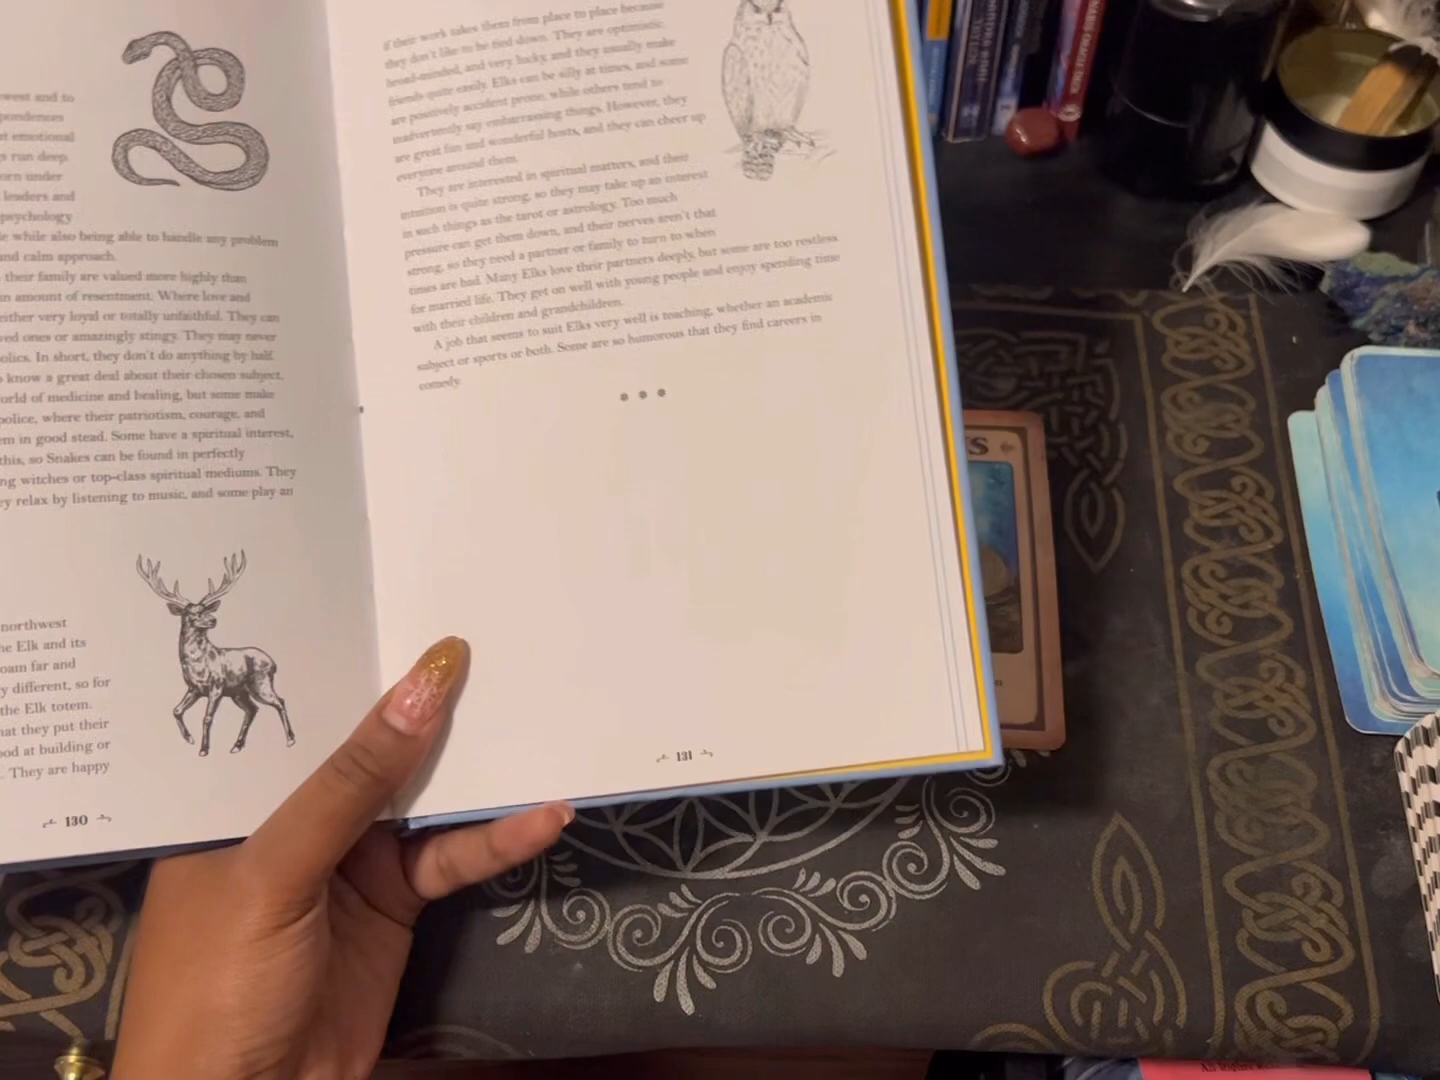 west and to
pondences
t emotional
s run deep.
orn under
leaders and
psychology
e while also being able to handle any problem
and calm approach.
their family are valued more highly than
n amount of resentment. Where love and
either very loyal or totally unfaithful. They can
ved ones or amazingly stingy. They may never
olics. In short, they don't do anything by half.
o know a great deal about their chosen subject,
orld of medicine and healing, but some make
police, where their patriotism, courage, and
em in good stead. Some have a spiritual interest,
this, so Snakes can be found in perfectly
ng witches or top-class spiritual mediums. They
ey relax by listening to music, and some play an
northwest
he Elk and its
oam far and
y different, so for
the Elk totem.
hat they put their
ood at building or
. They are happy
130
if their work takes them from place to place because
they don't like to be tied down. They are optimistic,
broad-minded, and very lucky, and they usually make
friends quite easily. Elks can be silly at times, and some
are positively accident prone, while others tend to
inadvertently say embarrassing things. However, they
are great fun and wonderful hosts, and they can cheer up
everyone around them.
They are interested in spiritual matters, and their
intuition is quite strong, so they may take up an interest
in such things as the tarot or astrology. Too much
pressure can get them down, and their nerves aren't that
strong, so they need a partner or family to turn to when
times are bad. Many Elks love their partners deeply, but some are too restless
for married life. They get on well with young people and enjoy spending time
with their children and grandchildren.
A job that seems to suit Elks very well is teaching, whether an academic
subject or sports or both. Some are so humorous that they find careers in
comedy.
131
All Rights